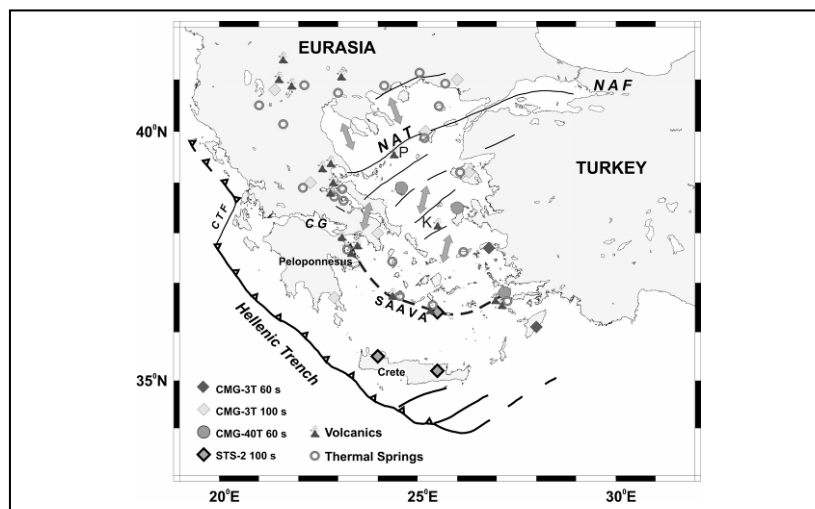 EURASIA
NAF
40°N
NAT
P
TURKEY
CTF
CG
K
Peloponnesus
SAAVA
Hellenic Trench
Crete
35°N
CMG-3T 60 s
CMG-3T 100 s
CMG-40T 60 s
Volcanics
STS-2 100 s
Thermal Springs
20°E
25°E
30°E